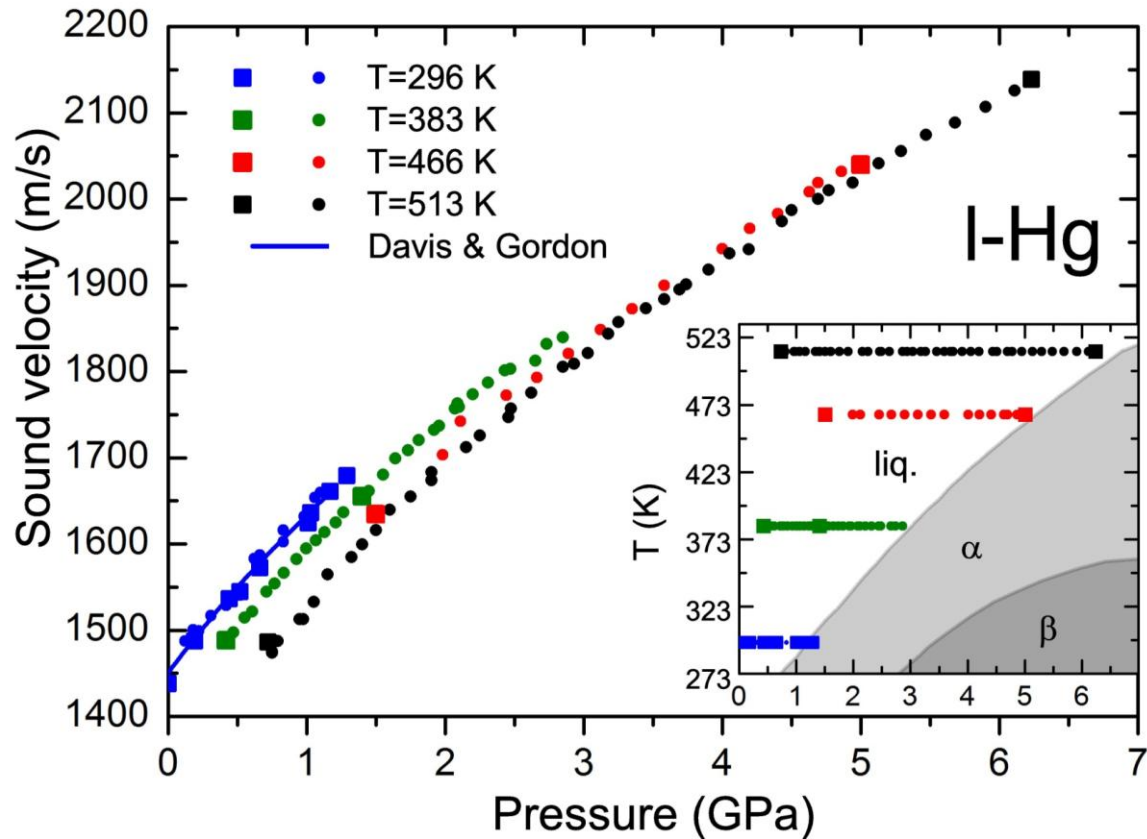 2200
2100
2000
1900
1800
1700
1600
1500
1400
Sound velocity (m/s)
T=296 K
T=383 K
T=466 K
T=513 K
Davis & Gordon
l-Hg
523
473
423
373
323
273
T (K)
liq.
α
β
0 1 2 3 4 5 6
0 1 2 3 4 5 6 7
Pressure (GPa)